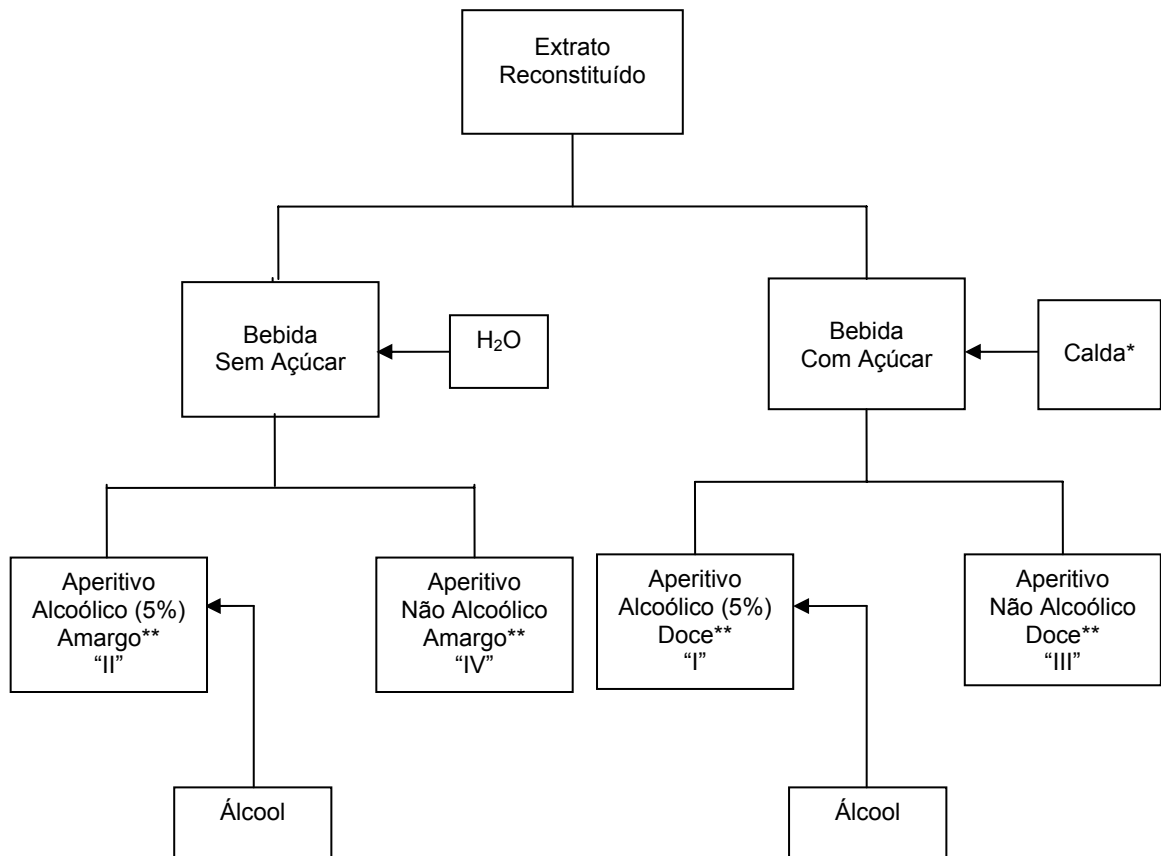 Extrato
Reconstituído
Bebida
Sem Açúcar
H₂O
Bebida
Com Açúcar
Calda*
Aperitivo
Alcoólico (5%)
Amargo**
“II”
Aperitivo
Não Alcoólico
Amargo**
“IV”
Aperitivo
Alcoólico (5%)
Doce**
“I”
Aperitivo
Não Alcoólico
Doce**
“III”
Álcool
Álcool